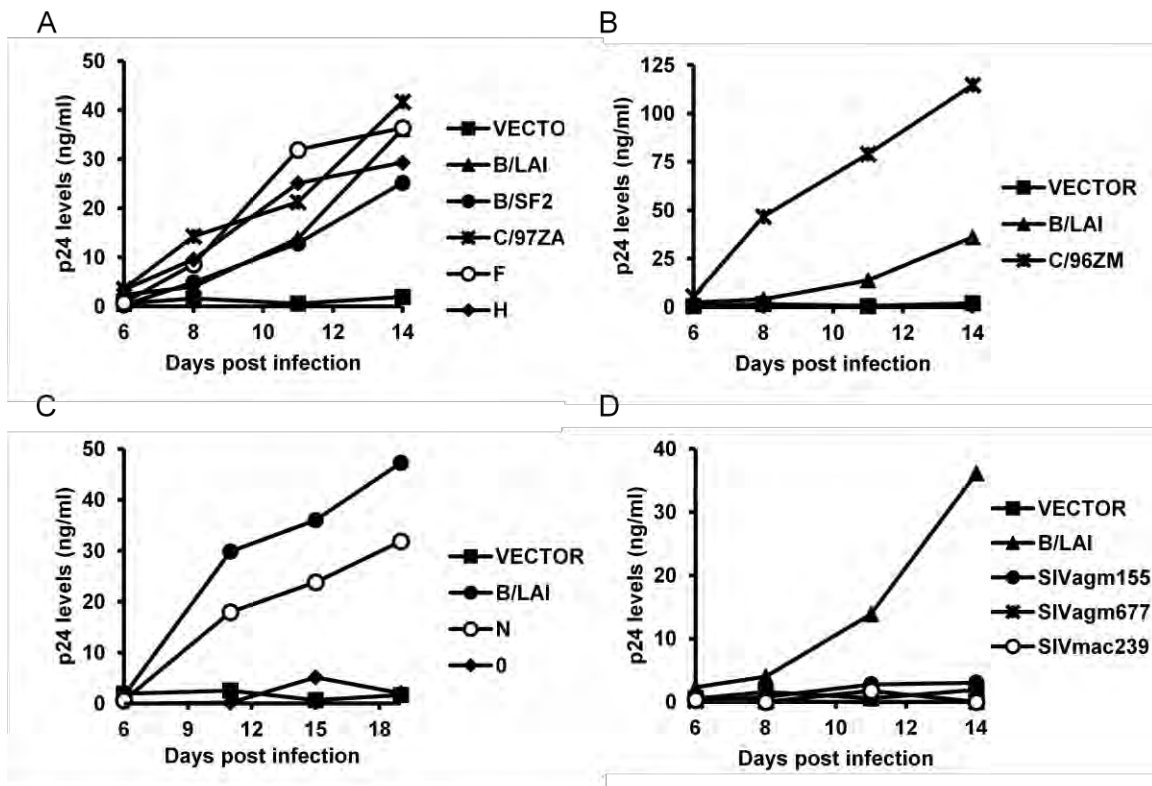 A
50
40
30
20
10
0
p24 levels (ng/ml)
6 8 10 12 14
Days post infection
VECTO
B/LAI
B/SF2
C/97ZA
F
H
B
125
100
75
50
25
0
p24 levels (ng/ml)
6 8 10 12 14
Days post infection
VECTOR
B/LAI
C/96ZM
C
50
40
30
20
10
0
p24 levels (ng/ml)
6 9 12 15 18
Days post infection
VECTOR
B/LAI
N
0
D
40
30
20
10
0
p24 levels (ng/ml)
6 8 10 12 14
Days post infection
VECTOR
B/LAI
SIVagm155
SIVagm677
SIVmac239